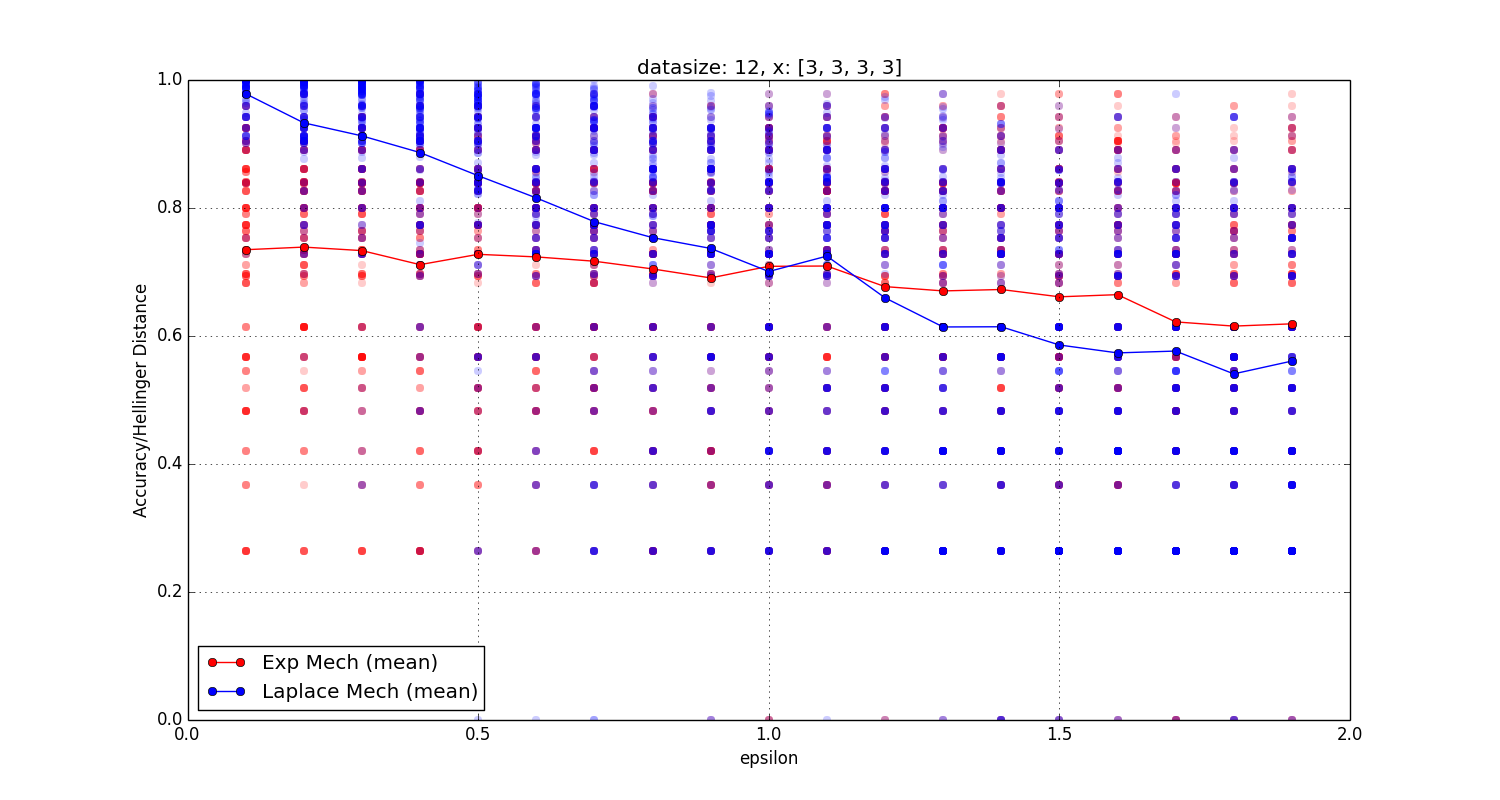 datasize: 12, x: [3, 3, 3, 3]
1.0
0.8
0.6
0.4
0.2
0.0
Accuracy/Hellinger Distance
Exp Mech (mean)
Laplace Mech (mean)
0.0 0.5 1.0 1.5 2.0
epsilon